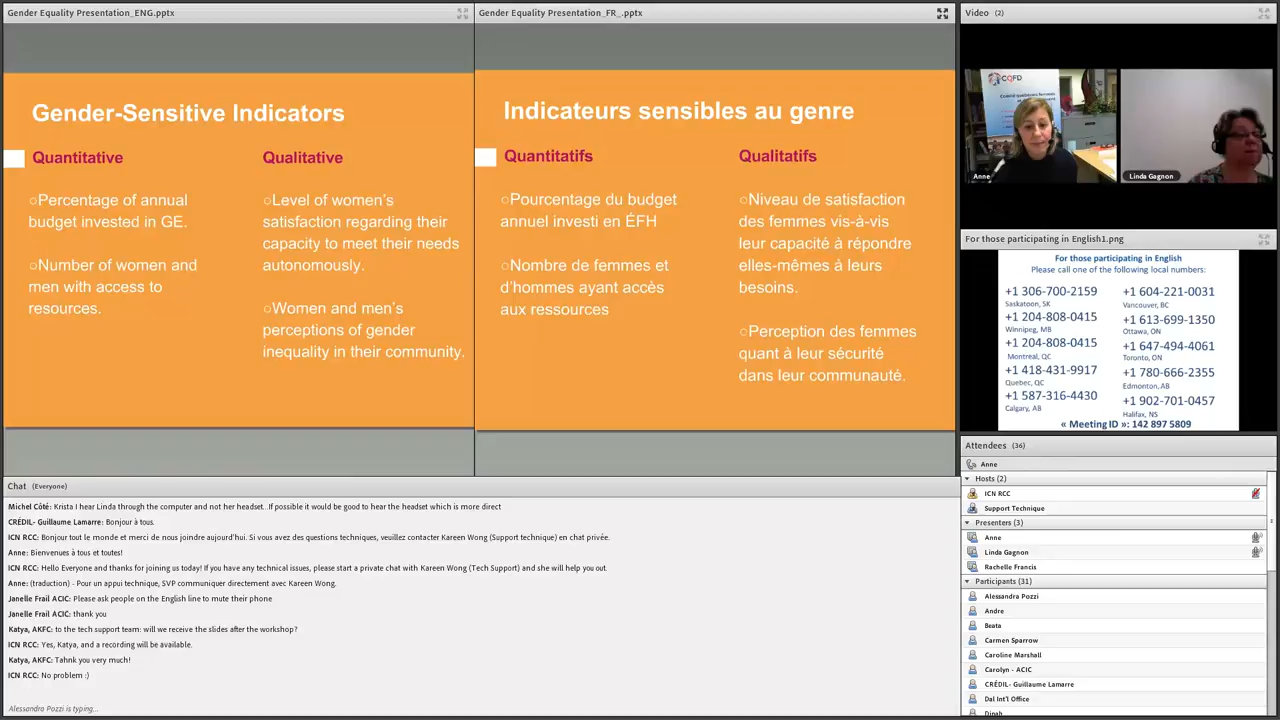 Gender Equality Presentation_ENG.pptx
Gender-Sensitive Indicators
Quantitative
○Percentage of annual
budget invested in GE.
○Number of women and
men with access to
resources.
Qualitative
○Level of women’s
satisfaction regarding their
capacity to meet their needs
autonomously.
○Women and men’s
perceptions of gender
inequality in their community.
Gender Equality Presentation_FR_.pptx
Indicateurs sensibles au genre
Quantitatifs
○Pourcentage du budget
annuel investi en ÉFH
○Nombre de femmes et
d’hommes ayant accès
aux ressources
Qualitatifs
○Niveau de satisfaction
des femmes vis-à-vis
leur capacité à répondre
elles-mêmes à leurs
besoins.
○Perception des femmes
quant à leur sécurité
dans leur communauté.
Video (2)
CQFD
Anne
Linda Gagnon
For those participating in English1.png
For those participating in English
Please call one of the following local numbers:
+1 306-700-2159
Saskatoon, SK
+1 204-808-0415
Winnipeg, MB
+1 204-808-0415
Montreal, QC
+1 418-431-9917
Quebec, QC
+1 587-316-4430
Calgary, AB
+1 604-221-0031
Vancouver, BC
+1 613-699-1350
Ottawa, ON
+1 647-494-4061
Toronto, ON
+1 780-666-2355
Edmonton, AB
+1 902-701-0457
Halifax, NS
« Meeting ID »: 142 897 5809
Chat (Everyone)
Michel Côté: Krista I hear Linda through the computer and not her headset...If possible it would be good to hear the headset which is more direct
CRÉDIL- Guillaume Lamarre: Bonjour à tous.
ICN RCC: Bonjour tout le monde et merci de nous joindre aujourd'hui. Si vous avez des questions techniques, veuillez contacter Kareen Wong (Support technique) en chat privée.
Anne: Bienvenues à tous et toutes!
ICN RCC: Hello Everyone and thanks for joining us today! If you have any technical issues, please start a private chat with Kareen Wong (Tech Support) and she will help you out.
Anne: (traduction) - Pour un appui technique, SVP communiquer directement avec Kareen Wong.
Janelle Frail ACIC: Please ask people on the English line to mute their phone
Janelle Frail ACIC: thank you
Katya, AKFC: to the tech support team: will we receive the slides after the workshop?
ICN RCC: Yes, Katya, and a recording will be available.
Katya, AKFC: Tahnk you very much!
ICN RCC: No problem :)
Alessandra Pozzi is typing...
Attendees (36)
Anne
Hosts (2)
ICN RCC
Support Technique
Presenters (3)
Anne
Linda Gagnon
Rachelle Francis
Participants (31)
Alessandra Pozzi
Andre
Beata
Carmen Sparrow
Caroline Marshall
Carolyn - ACIC
CRÉDIL- Guillaume Lamarre
Dal Int'l Office
Dinah